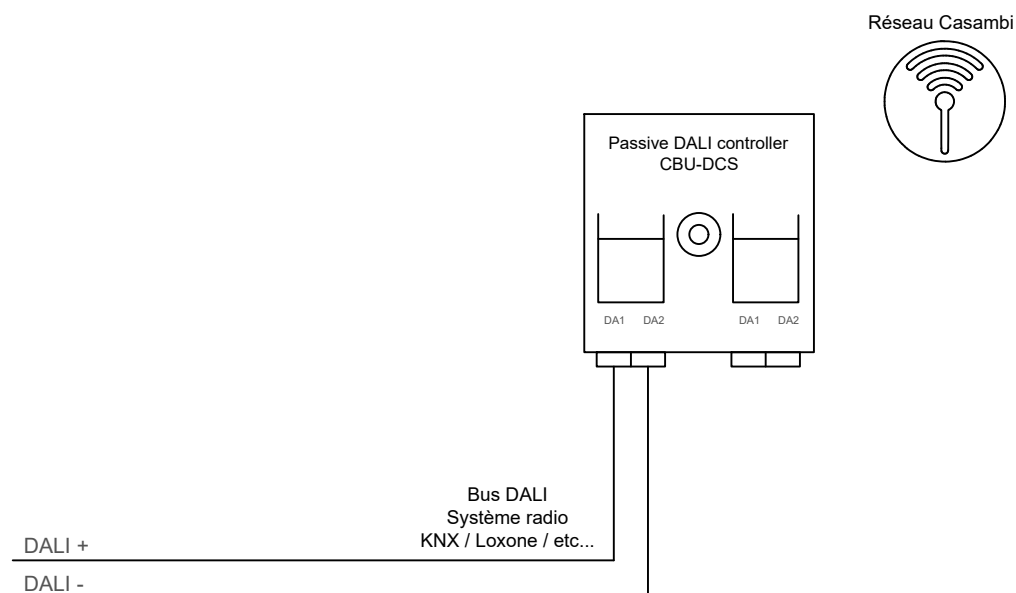 Réseau Casambi
Passive DALI controller
CBU-DCS
DA1 DA2 DA1 DA2
Bus DALI
Système radio
KNX / Loxone / etc...
DALI +
DALI -